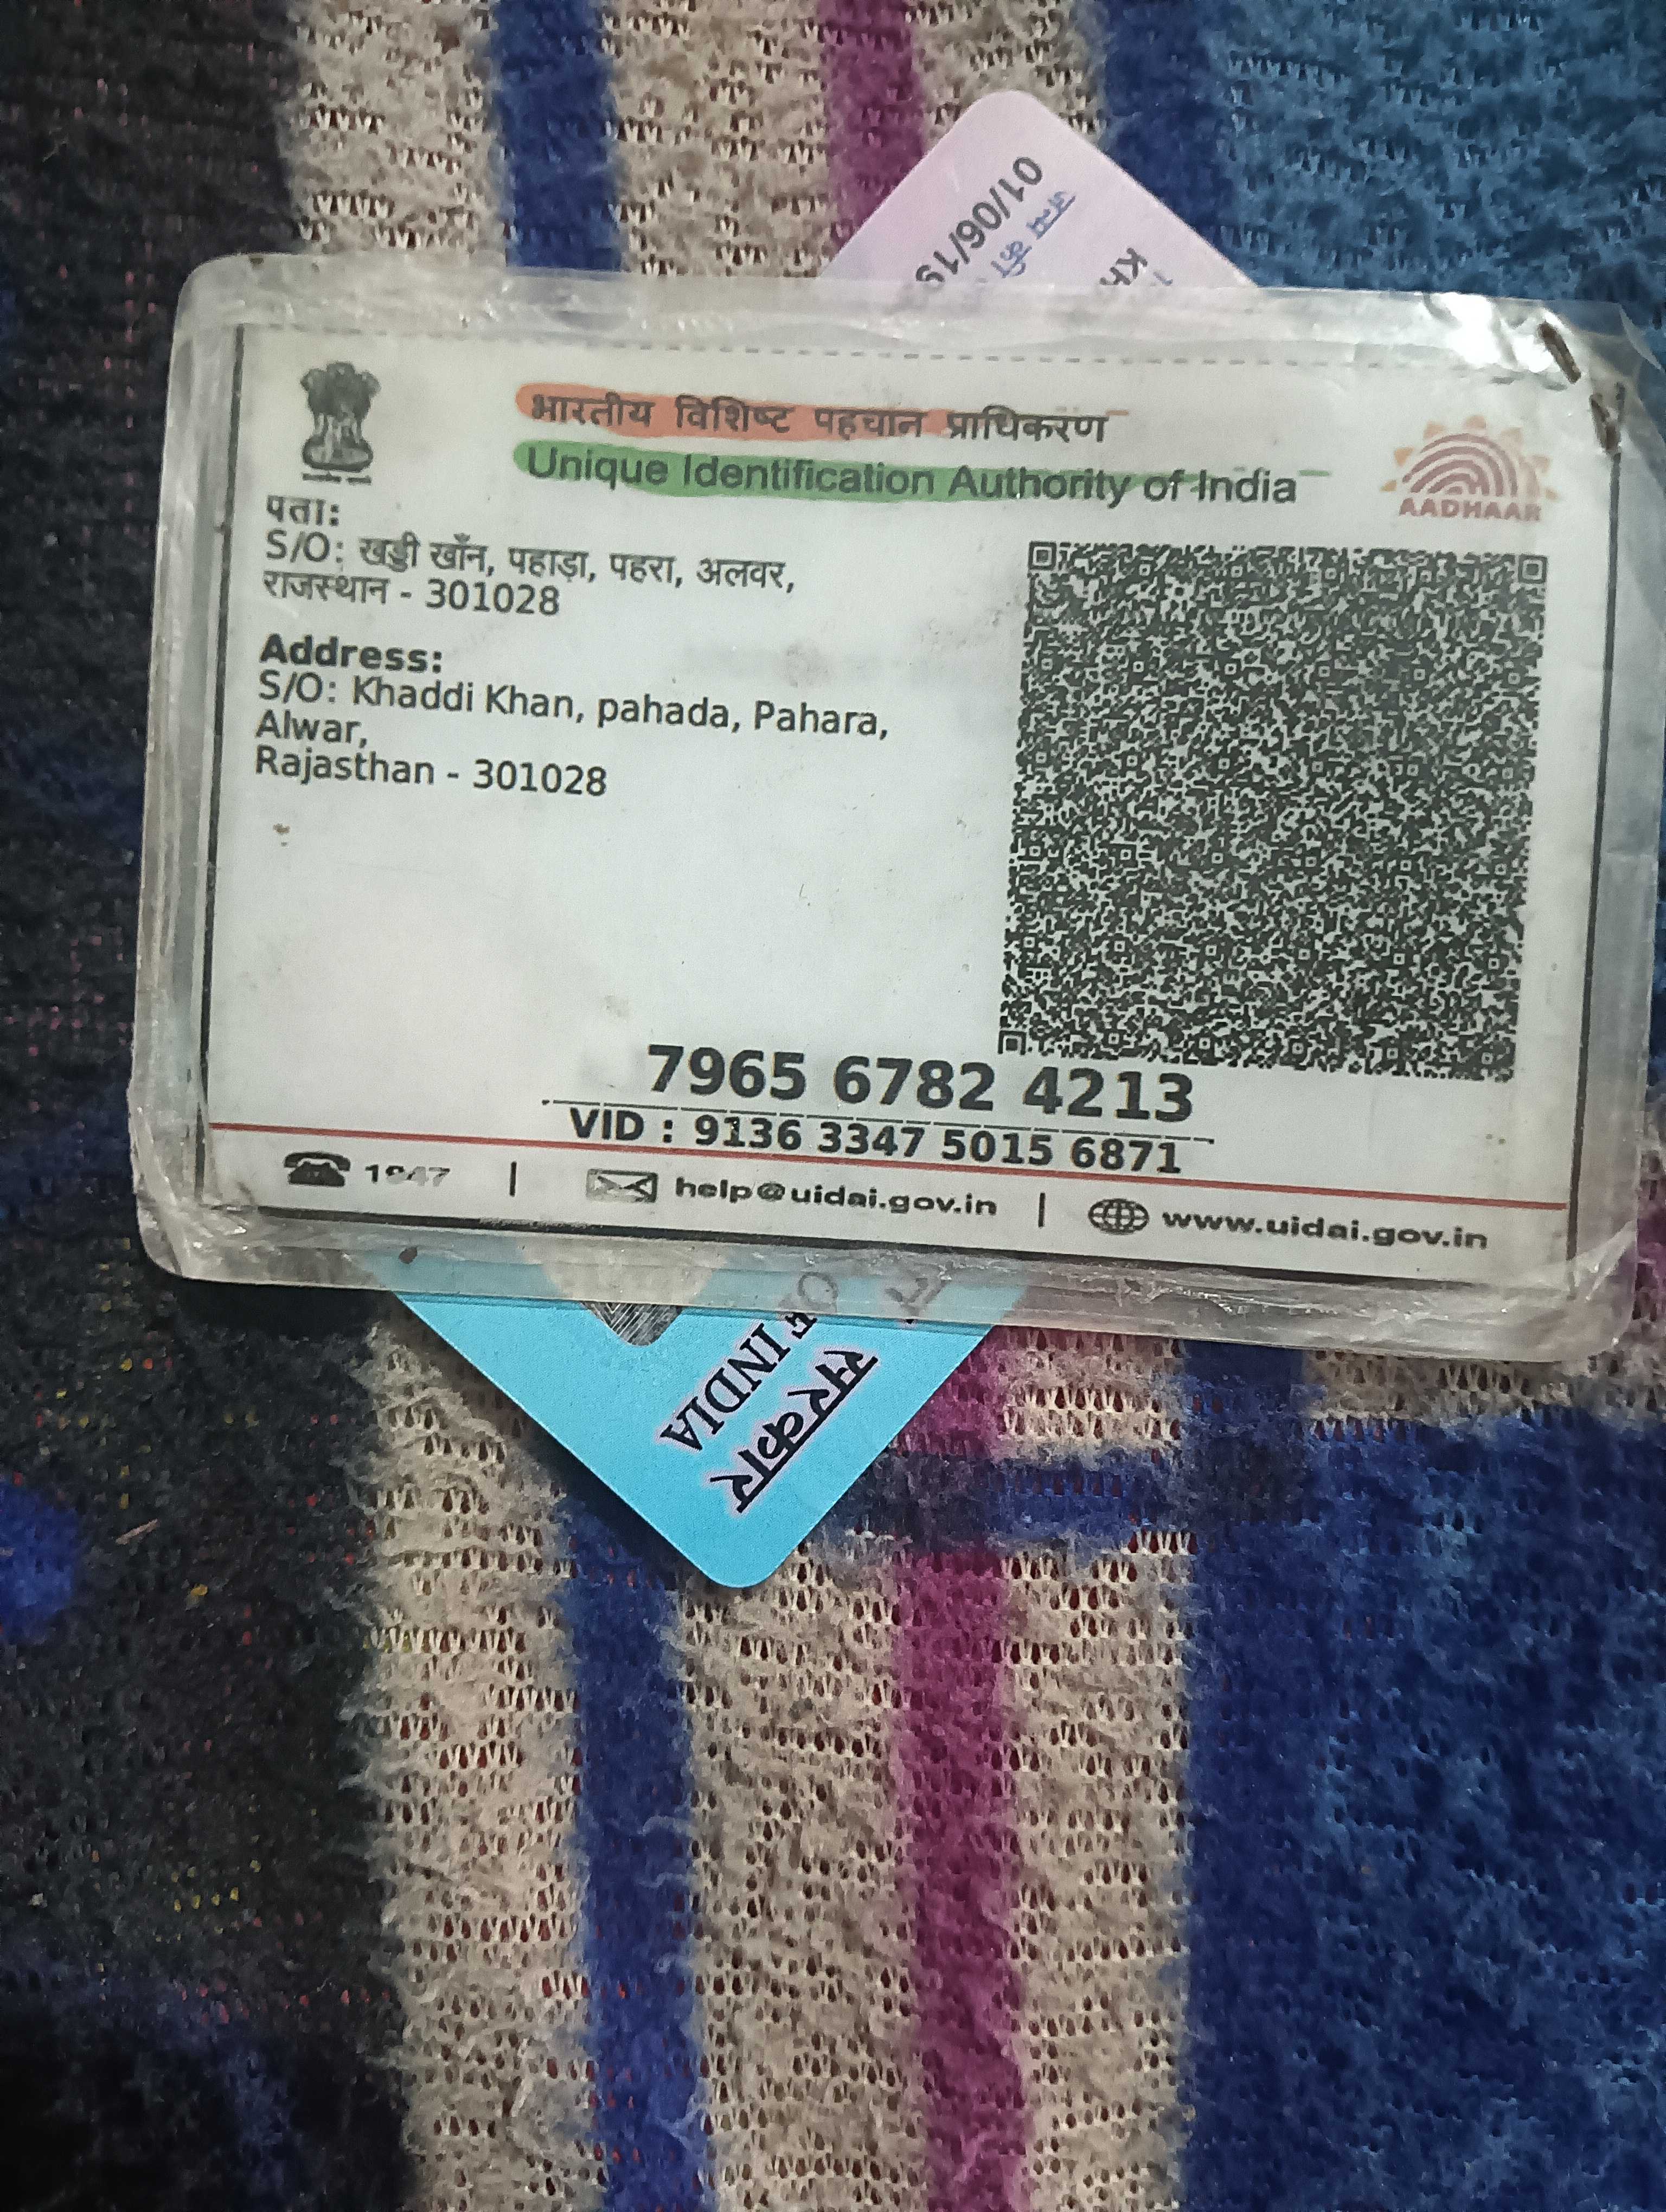 01/06/19
जन्म की
KH
भारतीय विशिष्ट पहचान प्राधिकरण
Unique Identification Authority of India
AADHAAR
पता:
S/O: खड्डी खाँन, पहाड़ा, पहरा, अलवर,
राजस्थान - 301028
Address:
S/O: Khaddi Khan, pahada, Pahara,
Alwar,
Rajasthan - 301028
7965 6782 4213
VID : 9136 3347 5015 6871
1947 | help@uidai.gov.in | www.uidai.gov.in
सरकार
OF INDIA